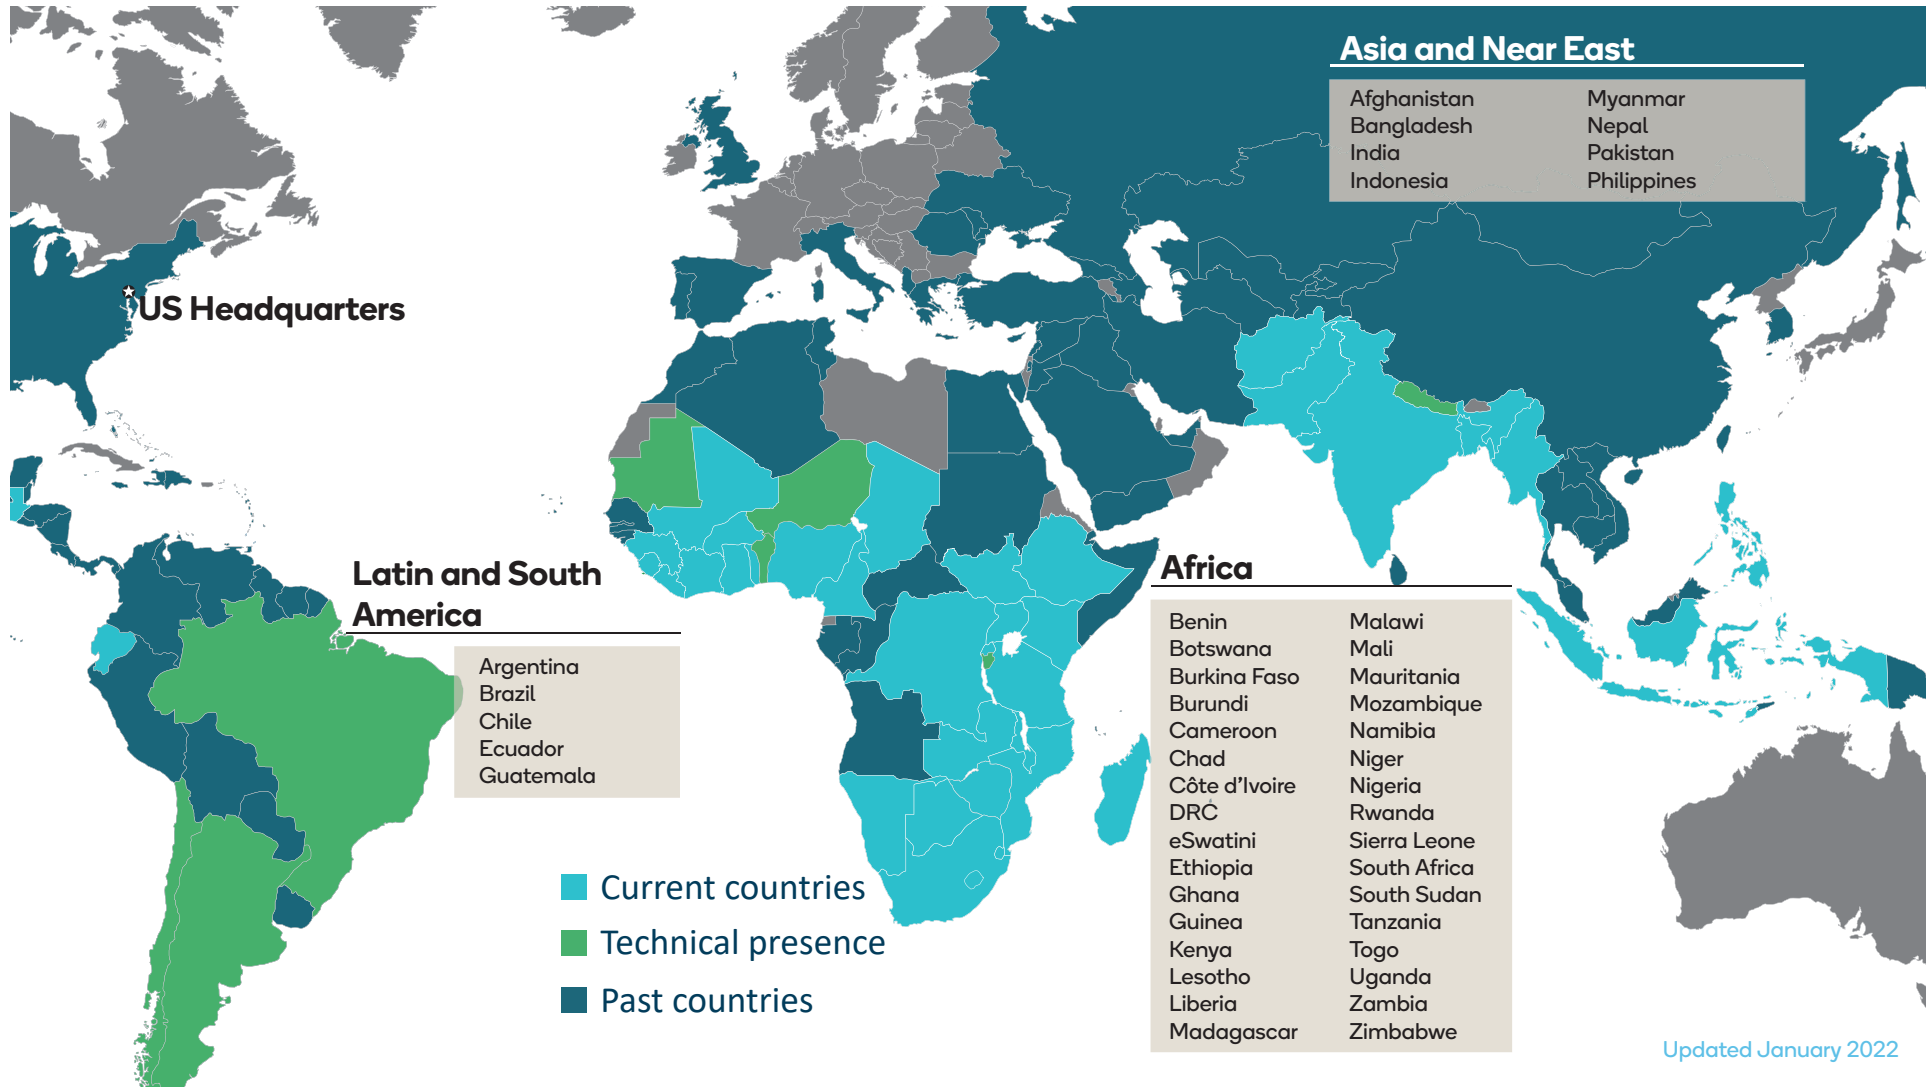 Asia and Near East
Afghanistan
Bangladesh
India
Indonesia
Myanmar
Nepal
Pakistan
Philippines
US Headquarters
Latin and South
America
Argentina
Brazil
Chile
Ecuador
Guatemala
Africa
Benin
Botswana
Burkina Faso
Burundi
Cameroon
Chad
Côte d’Ivoire
DRC
eSwatini
Ethiopia
Ghana
Guinea
Kenya
Lesotho
Liberia
Madagascar
Malawi
Mali
Mauritania
Mozambique
Namibia
Niger
Nigeria
Rwanda
Sierra Leone
South Africa
South Sudan
Tanzania
Togo
Uganda
Zambia
Zimbabwe
Current countries
Technical presence
Past countries
Updated January 2022